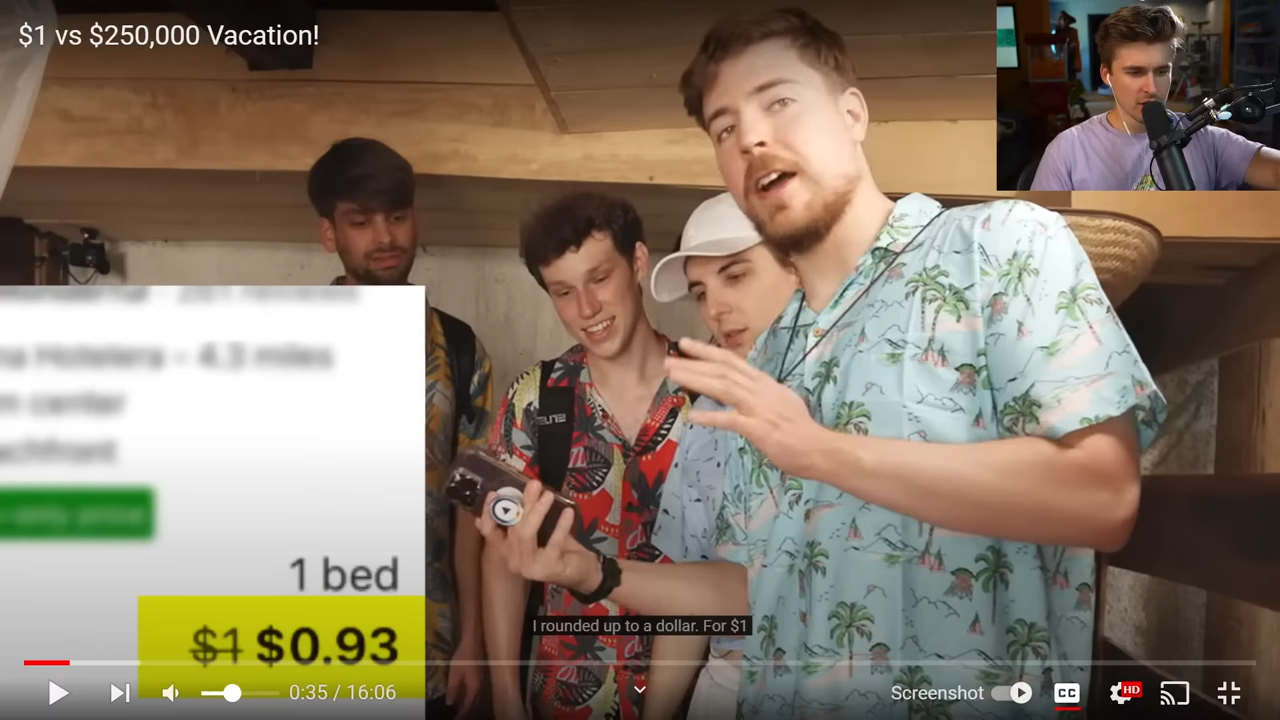 $1 vs $250,000 Vacation!
1 bed
$1 $0.93
I rounded up to a dollar. For $1
0:35 / 16:06
Screenshot
CC
HD